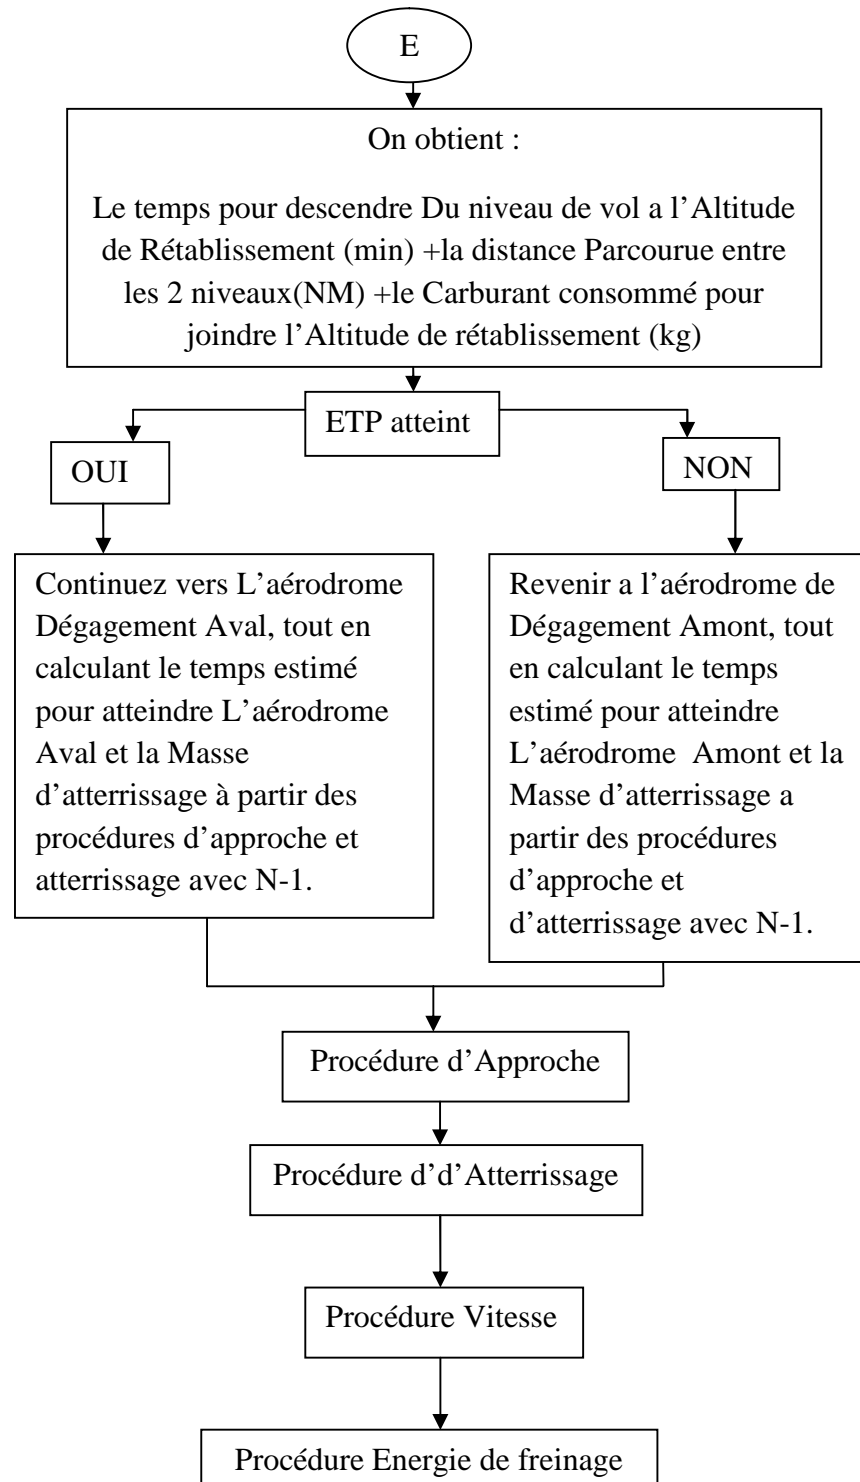 E
On obtient :
Le temps pour descendre Du niveau de vol a l’Altitude
de Rétablissement (min) +la distance Parcourue entre
les 2 niveaux(NM) +le Carburant consommé pour
joindre l’Altitude de rétablissement (kg)
ETP atteint
OUI
NON
Continuez vers L’aérodrome
Dégagement Aval, tout en
calculant le temps estimé
pour atteindre L’aérodrome
Aval et la Masse
d’atterrissage à partir des
procédures d’approche et
atterrissage avec N-1.
Revenir a l’aérodrome de
Dégagement Amont, tout
en calculant le temps
estimé pour atteindre
L’aérodrome Amont et la
Masse d’atterrissage a
partir des procédures
d’approche et
d’atterrissage avec N-1.
Procédure d’Approche
Procédure d’d’Atterrissage
Procédure Vitesse
Procédure Energie de freinage